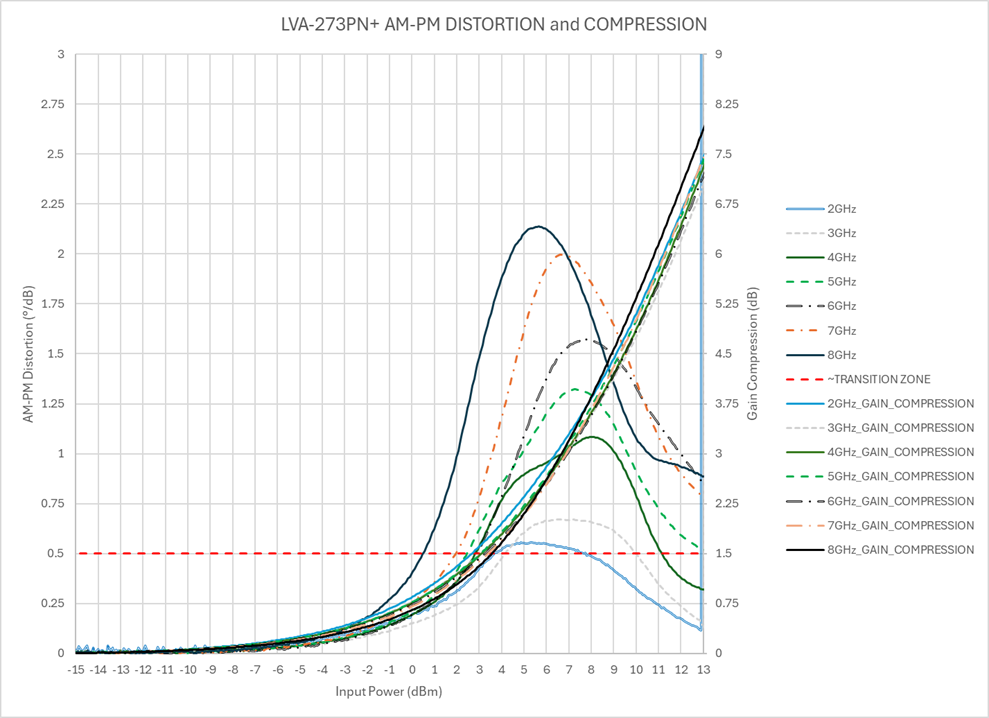 LVA-273PN+ AM-PM DISTORTION and COMPRESSION
3
2.75
2.5
2.25
2
1.75
1.5
1.25
1
0.75
0.5
0.25
0
AM-PM Distortion (°/dB)
9
8.25
7.5
6.75
6
5.25
4.5
3.75
3
2.25
1.5
0.75
0
Gain Compression (dB)
-15 -14 -13 -12 -11 -10 -9 -8 -7 -6 -5 -4 -3 -2 -1 0 1 2 3 4 5 6 7 8 9 10 11 12 13
Input Power (dBm)
2GHz
3GHz
4GHz
5GHz
6GHz
7GHz
8GHz
~TRANSITION ZONE
2GHz_GAIN_COMPRESSION
3GHz_GAIN_COMPRESSION
4GHz_GAIN_COMPRESSION
5GHz_GAIN_COMPRESSION
6GHz_GAIN_COMPRESSION
7GHz_GAIN_COMPRESSION
8GHz_GAIN_COMPRESSION